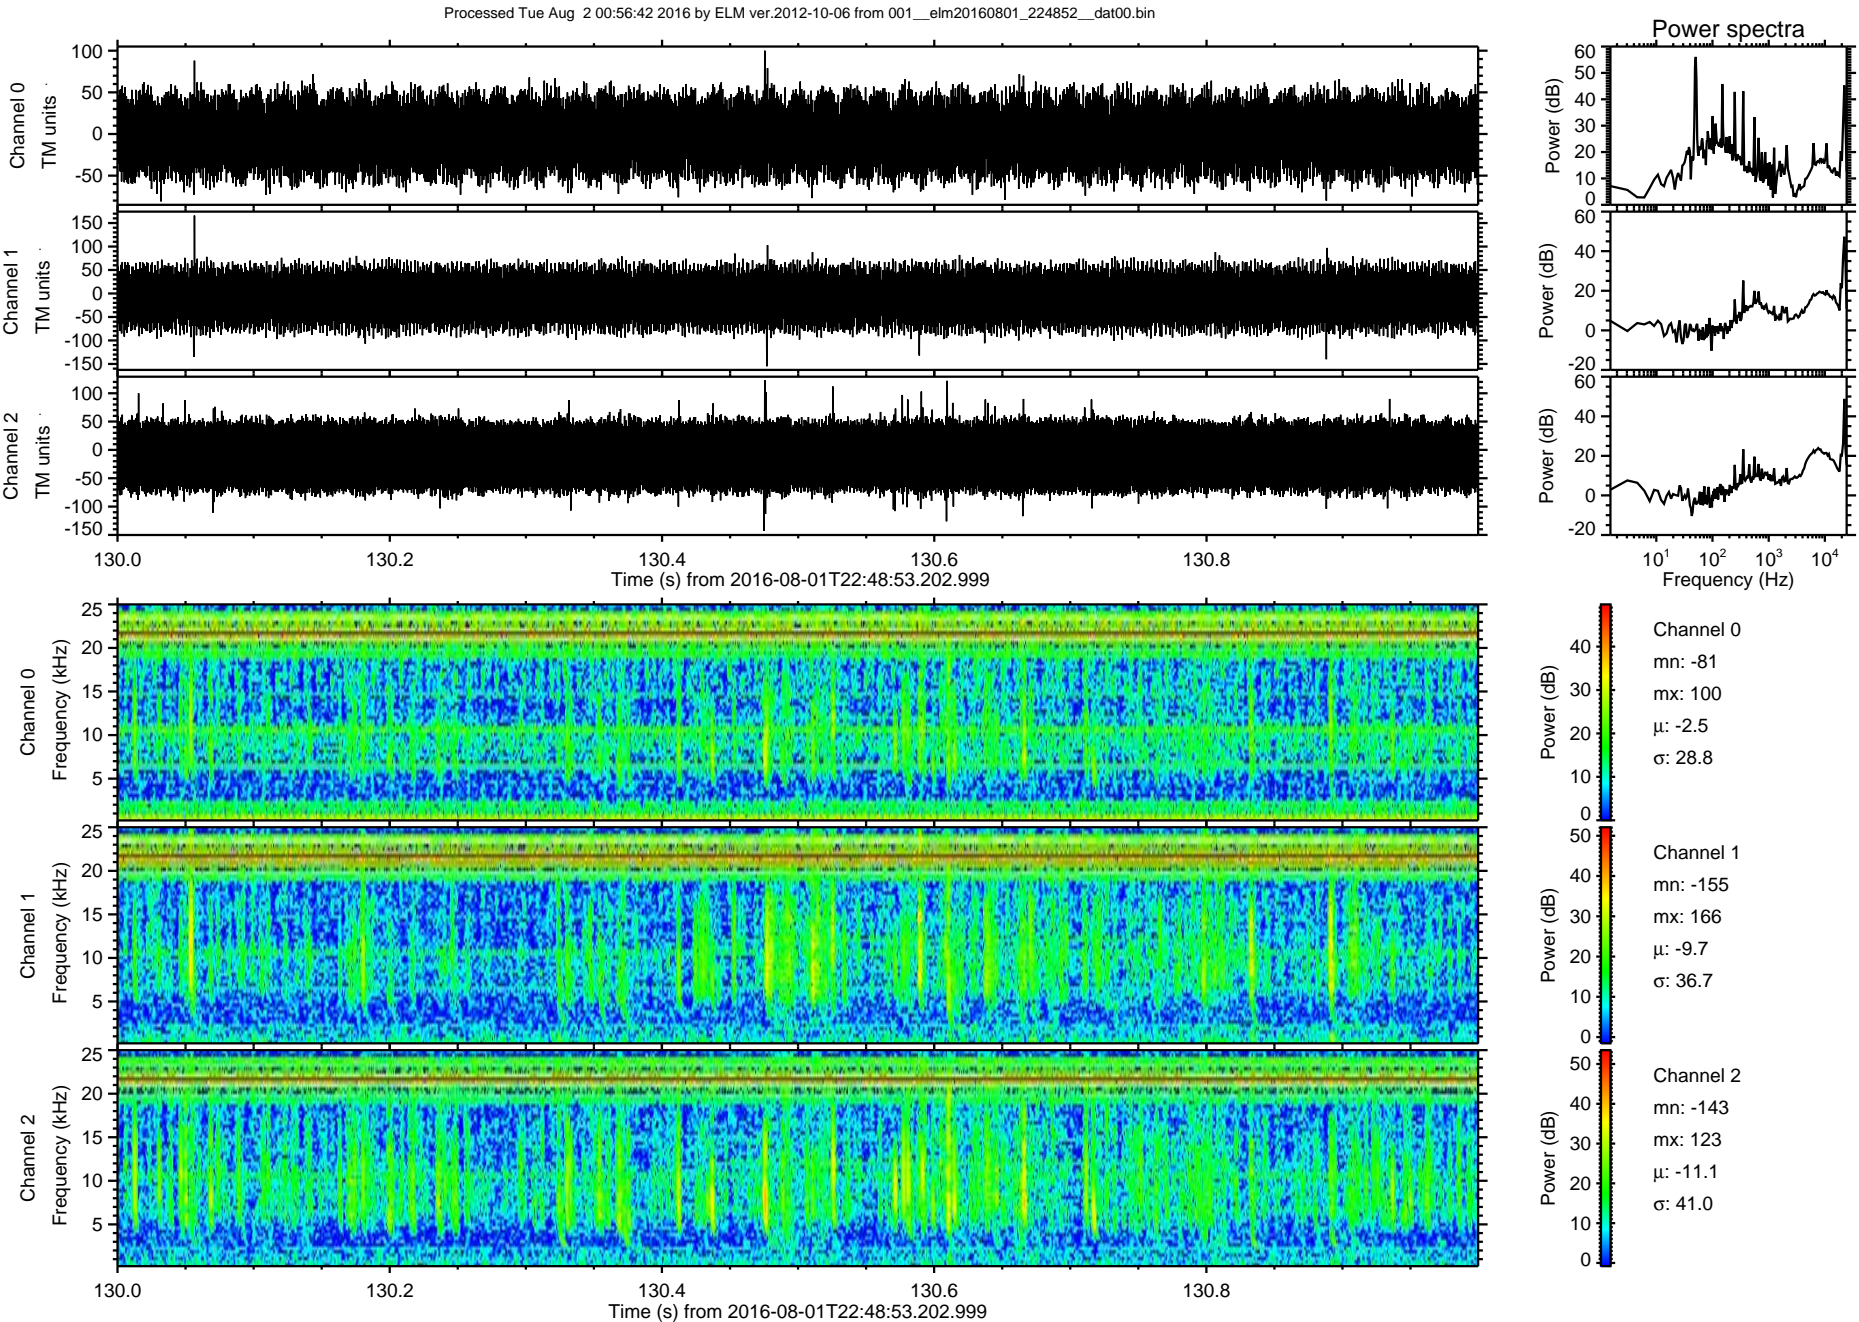 Processed Tue Aug 2 00:56:42 2016 by ELM ver.2012-10-06 from 001__elm20160801_224852__dat00.bin
Power spectra
Channel 0
TM units
100
50
0
-50
Power (dB)
60
50
40
30
20
10
0
Channel 1
TM units
150
100
50
0
-50
-100
-150
Power (dB)
60
40
20
0
-20
Channel 2
TM units
100
50
0
-50
-100
-150
Power (dB)
60
40
20
0
-20
130.0 130.2 130.4 130.6 130.8
Time (s) from 2016-08-01T22:48:53.202.999
10¹ 10² 10³ 10⁴
Frequency (Hz)
Channel 0
Frequency (kHz)
25
20
15
10
5
Power (dB)
40
30
20
10
0
Channel 0
mn: -81
mx: 100
µ: -2.5
σ: 28.8
Channel 1
Frequency (kHz)
25
20
15
10
5
Power (dB)
50
40
30
20
10
0
Channel 1
mn: -155
mx: 166
µ: -9.7
σ: 36.7
Channel 2
Frequency (kHz)
25
20
15
10
5
Power (dB)
50
40
30
20
10
0
Channel 2
mn: -143
mx: 123
µ: -11.1
σ: 41.0
130.0 130.2 130.4 130.6 130.8
Time (s) from 2016-08-01T22:48:53.202.999